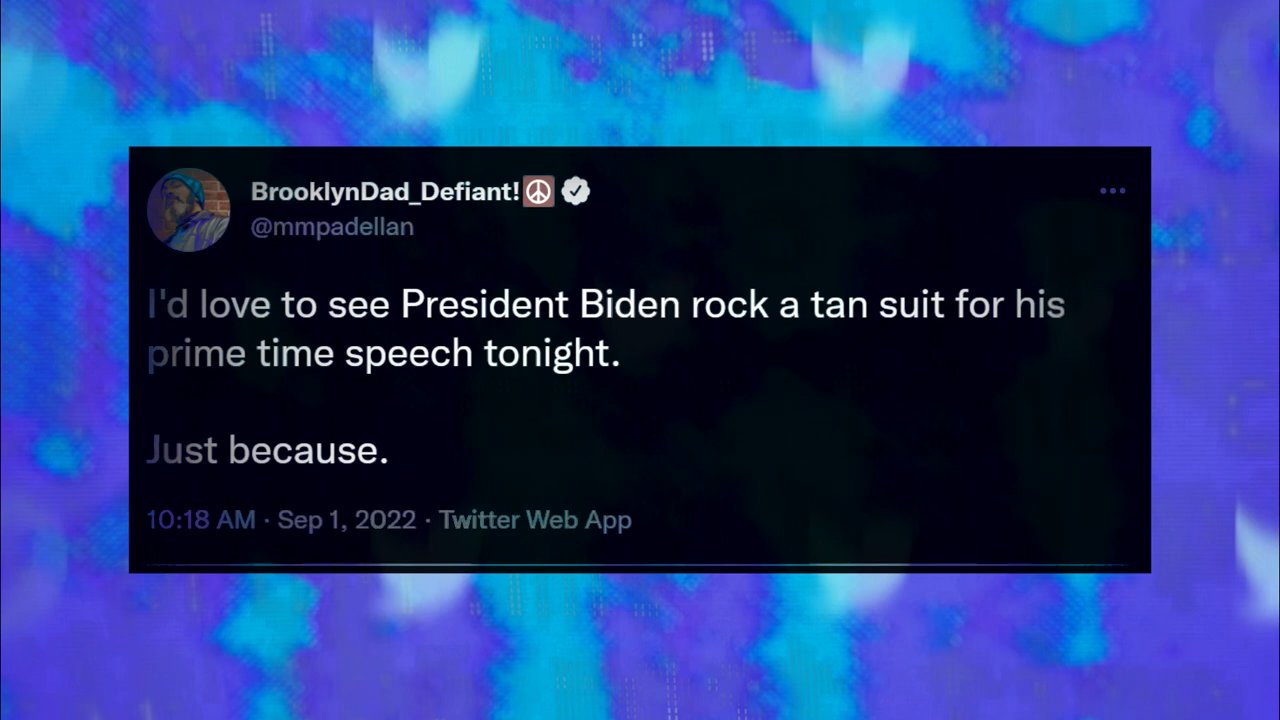 BrooklynDad_Defiant!☮
@mmpadellan
I'd love to see President Biden rock a tan suit for his
prime time speech tonight.
Just because.
10:18 AM · Sep 1, 2022 · Twitter Web App